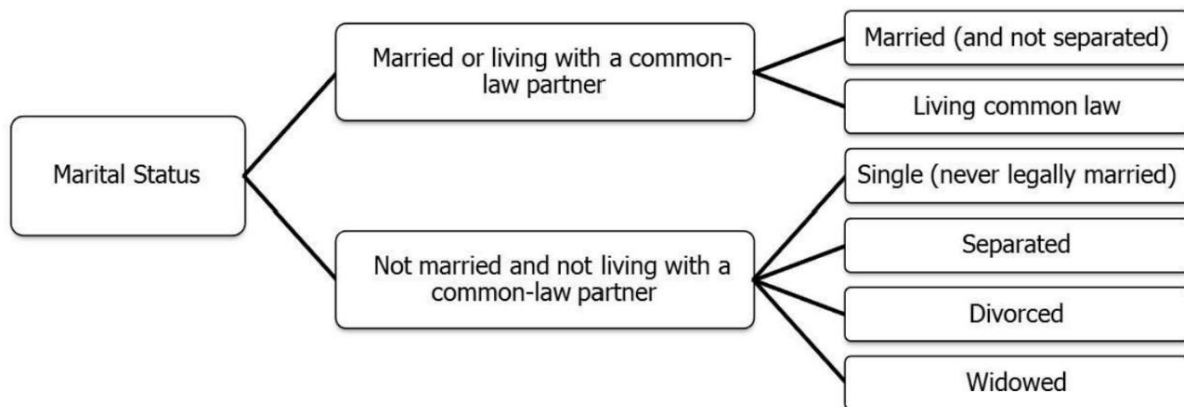 Marital Status
Married or living with a common-
law partner
Married (and not separated)
Living common law
Not married and not living with a
common-law partner
Single (never legally married)
Separated
Divorced
Widowed